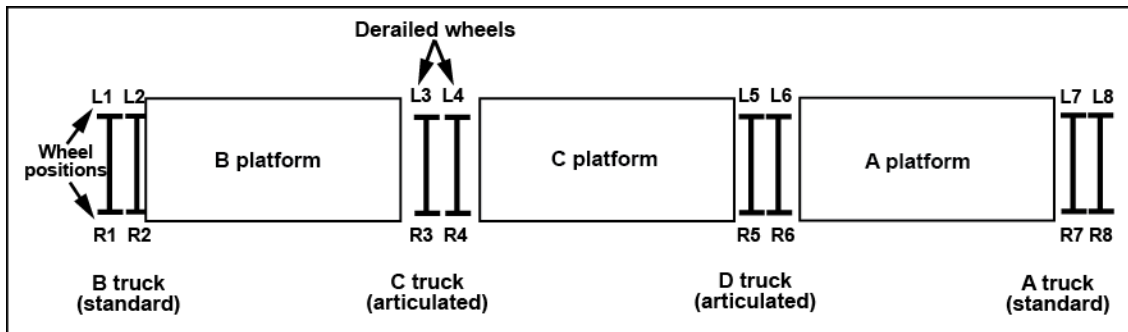 Derailed wheels
L1 L2 L3 L4 L5 L6 L7 L8
Wheel
positions
B platform
C platform
A platform
R1 R2 R3 R4 R5 R6 R7 R8
B truck
(standard)
C truck
(articulated)
D truck
(articulated)
A truck
(standard)